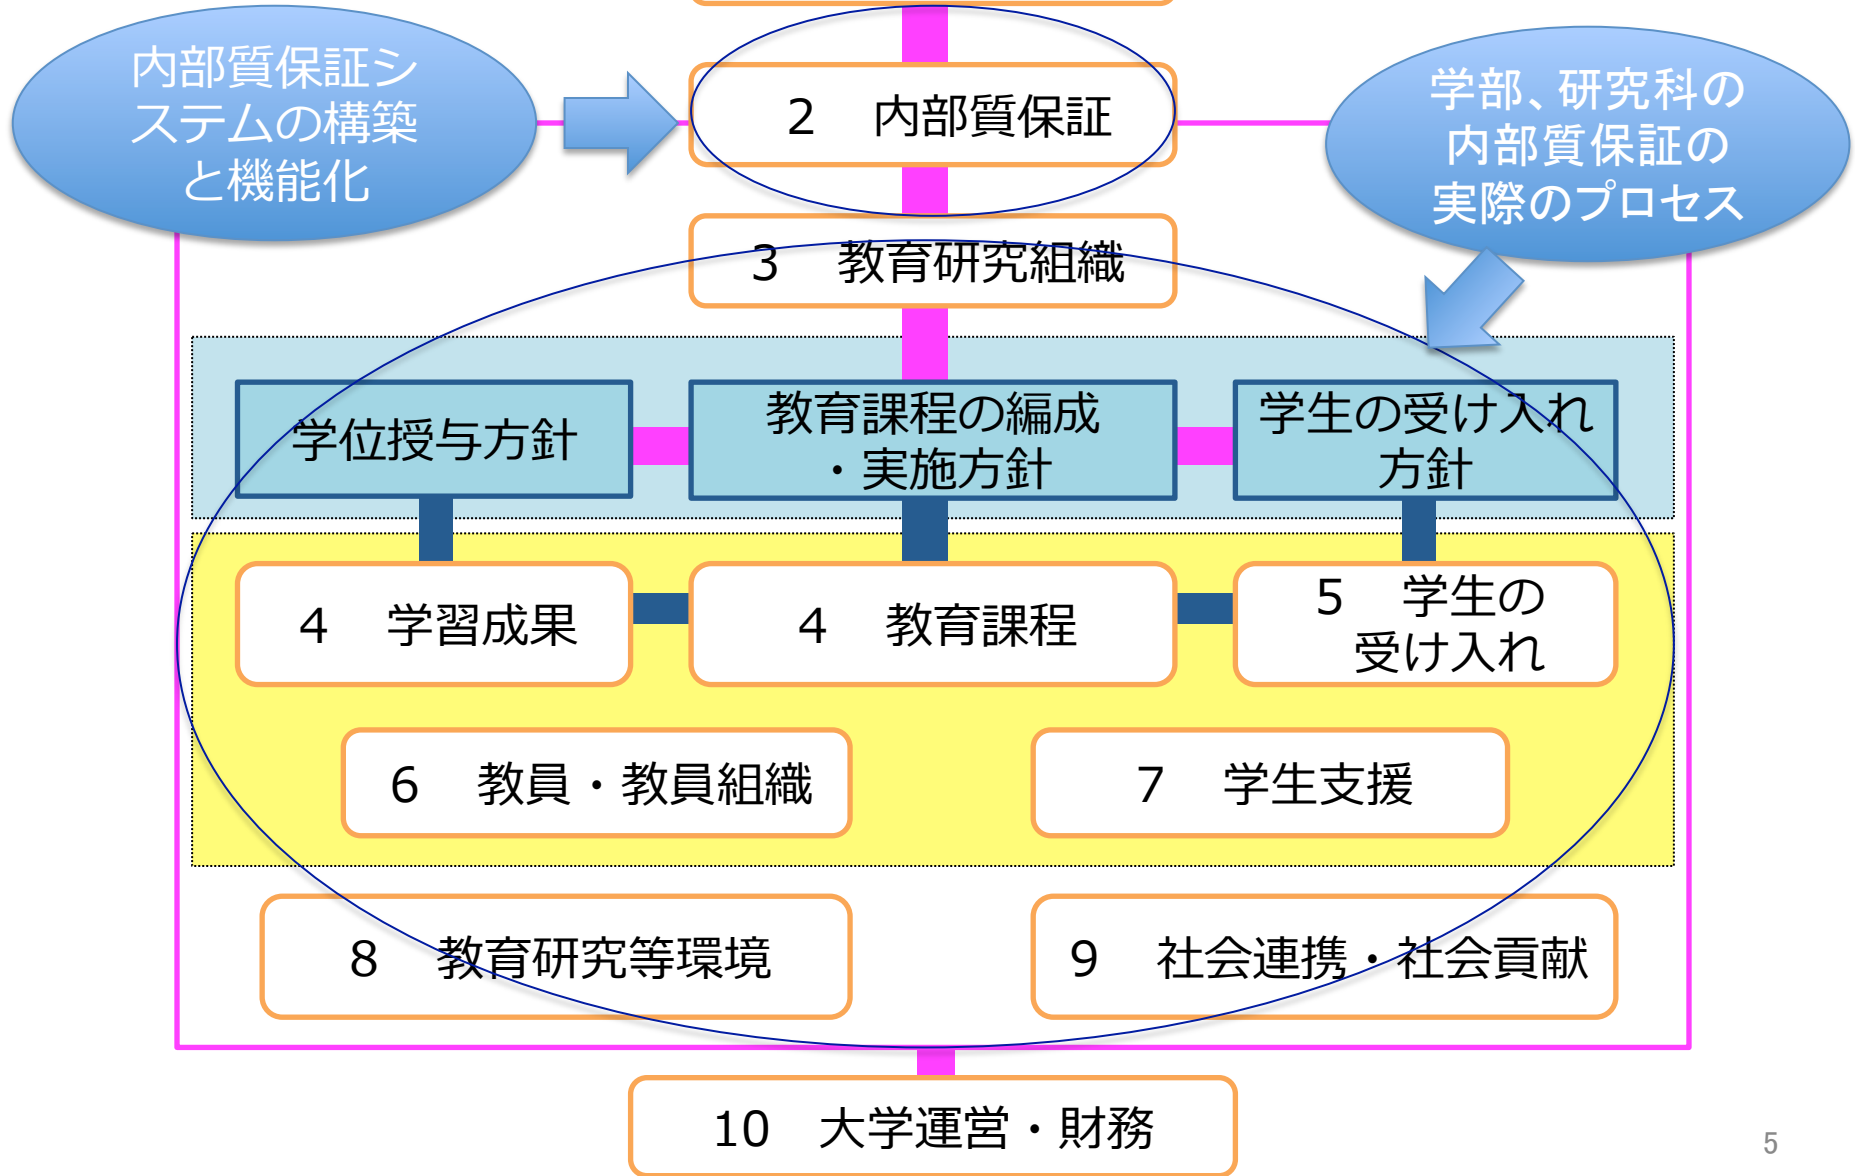 内部質保証シ
ステムの構築
と機能化
2 内部質保証
学部、研究科の
内部質保証の
実際のプロセス
3 教育研究組織
学位授与方針
教育課程の編成
・実施方針
学生の受け入れ
方針
4 学習成果
4 教育課程
5 学生の
受け入れ
6 教員・教員組織
7 学生支援
8 教育研究等環境
9 社会連携・社会貢献
10 大学運営・財務
5